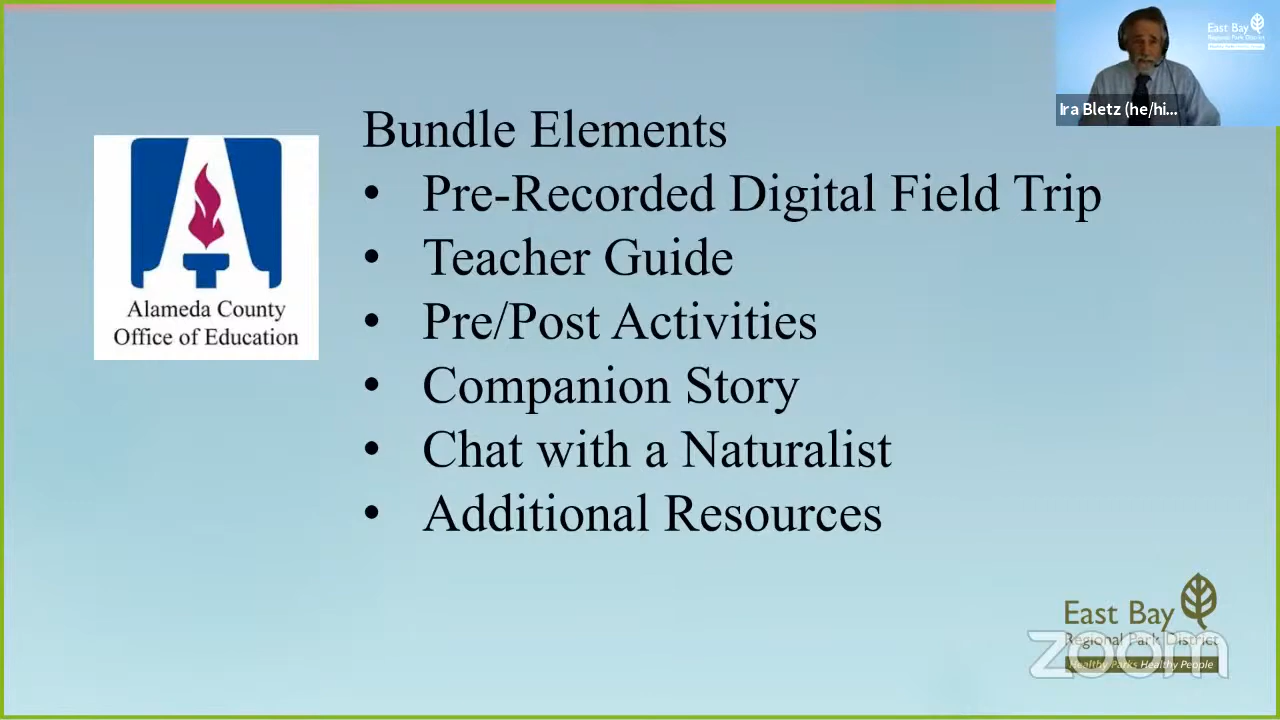 East Bay
Regional Park District
Ira Bletz (he/hi...
Bundle Elements
• Pre-Recorded Digital Field Trip
• Teacher Guide
• Pre/Post Activities
• Companion Story
• Chat with a Naturalist
• Additional Resources
Alameda County
Office of Education
East Bay
Regional Park District
Healthy Parks Healthy People
zoom